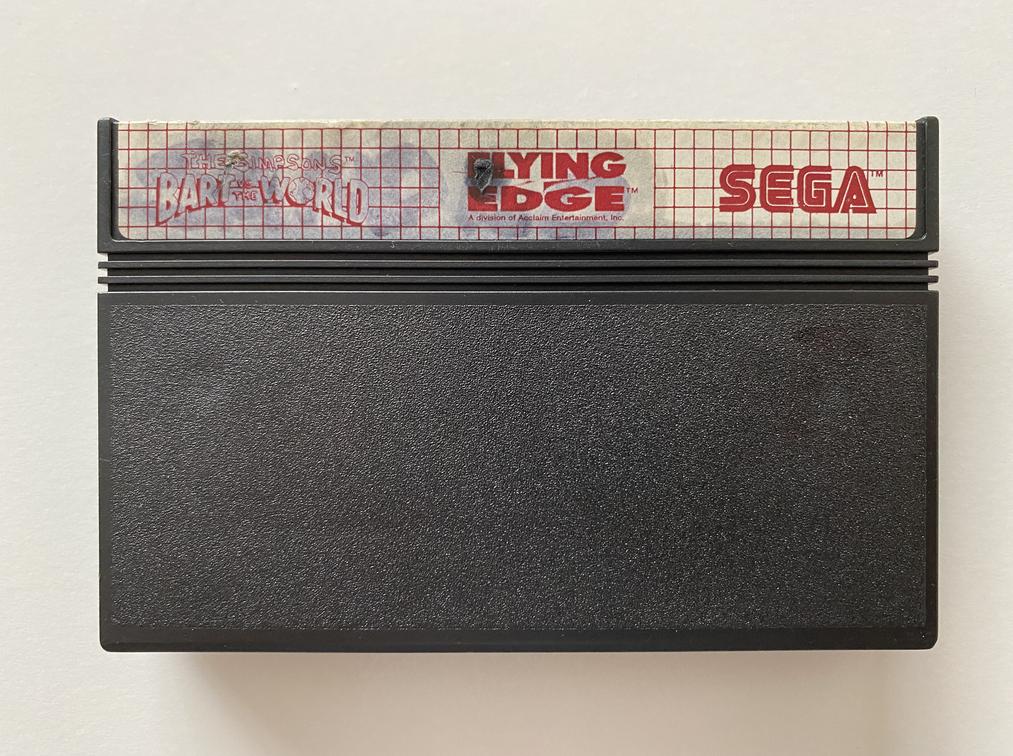 THE SIMPSONS™
BART VS THE WORLD
FLYING
EDGE™
A division of Acclaim Entertainment, Inc.
SEGA™